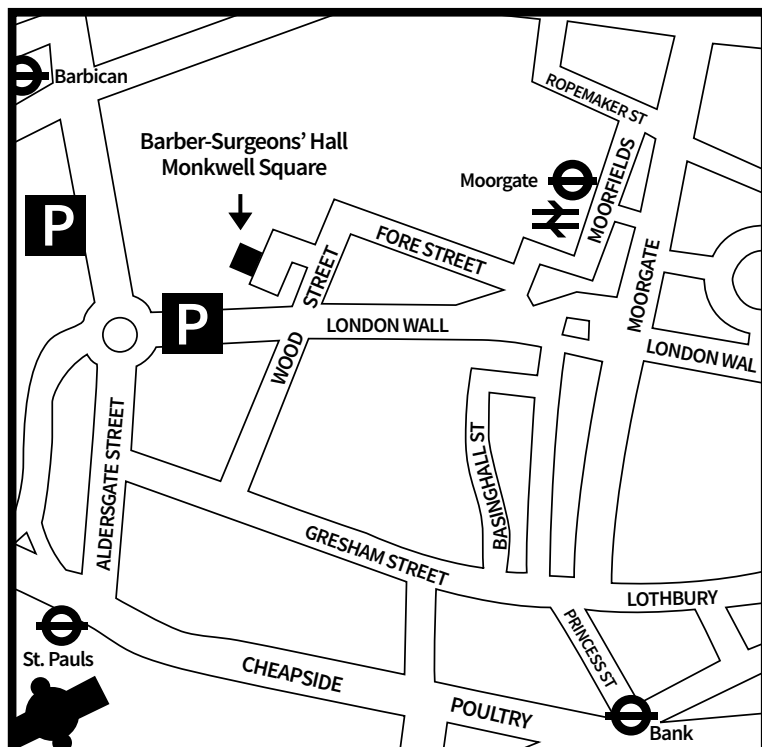 Barbican
Barber-Surgeons’ Hall
Monkwell Square
ROPEMAKER ST
Moorgate
MOORFIELDS
P
FORE STREET
WOOD STREET
MOORGATE
P
LONDON WALL
LONDON WAL
ALDERSGATE STREET
BASINGHALL ST
GRESHAM STREET
LOTHBURY
PRINCESS ST
St. Pauls
CHEAPSIDE
POULTRY
Bank